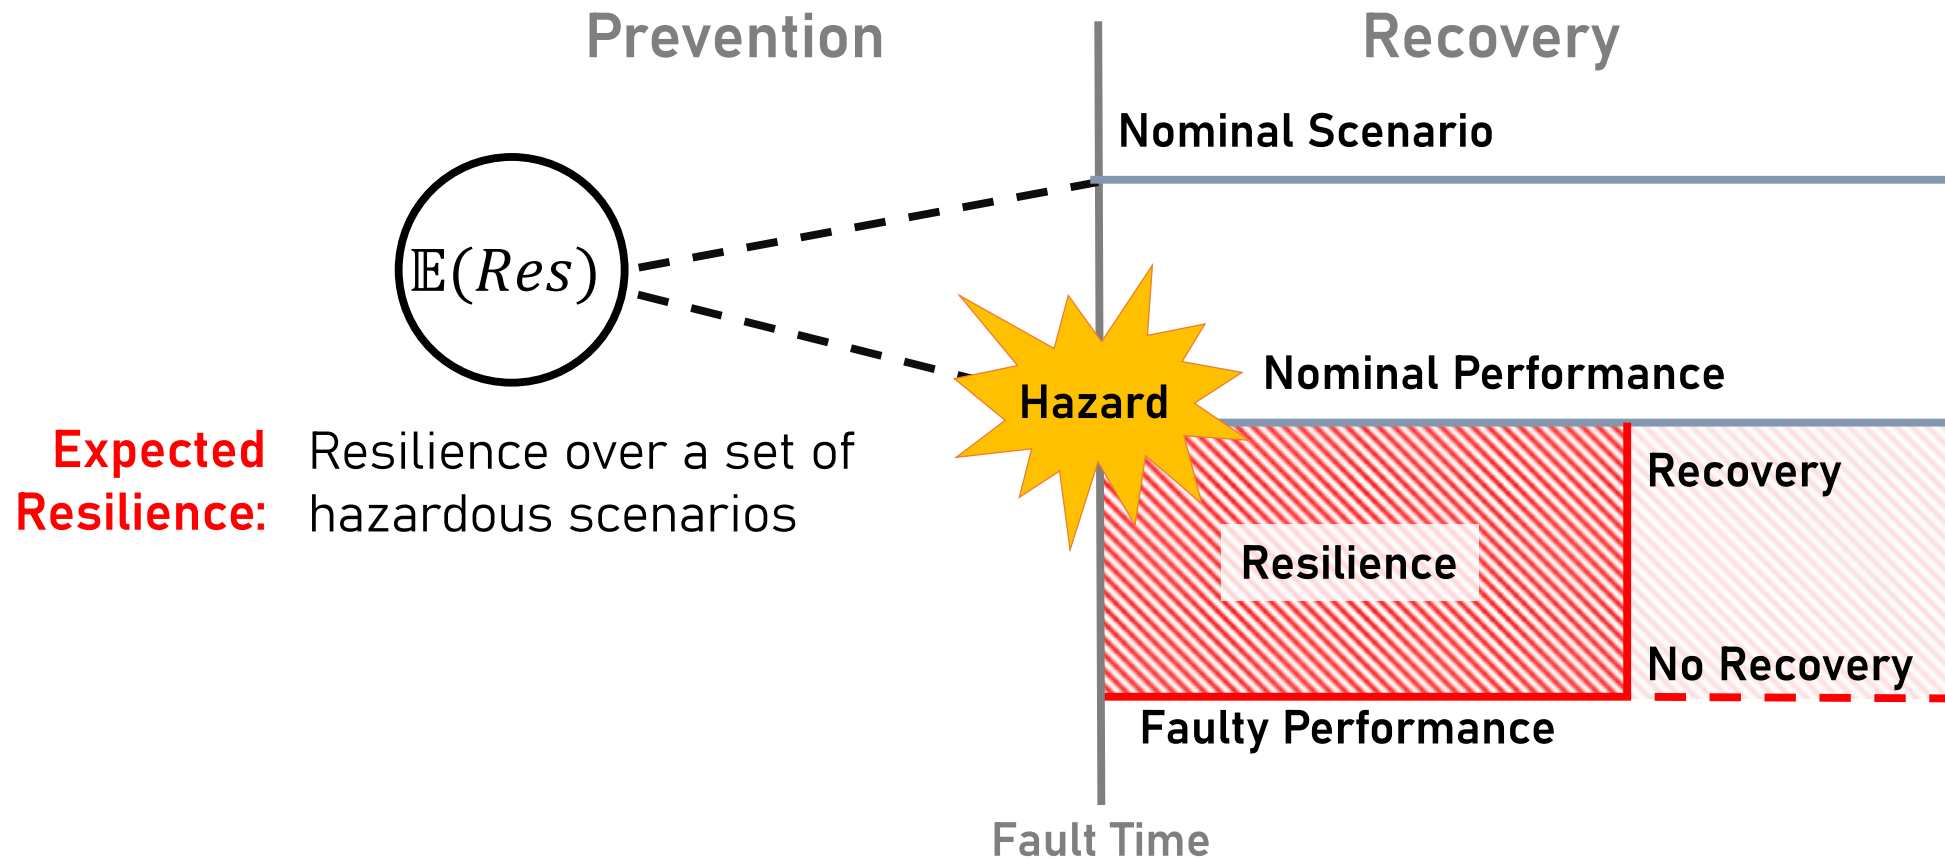 Prevention
Recovery
Nominal Scenario
𝔼(Res)
Nominal Performance
Hazard
Expected Resilience:
Resilience over a set of
hazardous scenarios
Recovery
Resilience
No Recovery
Faulty Performance
Fault Time